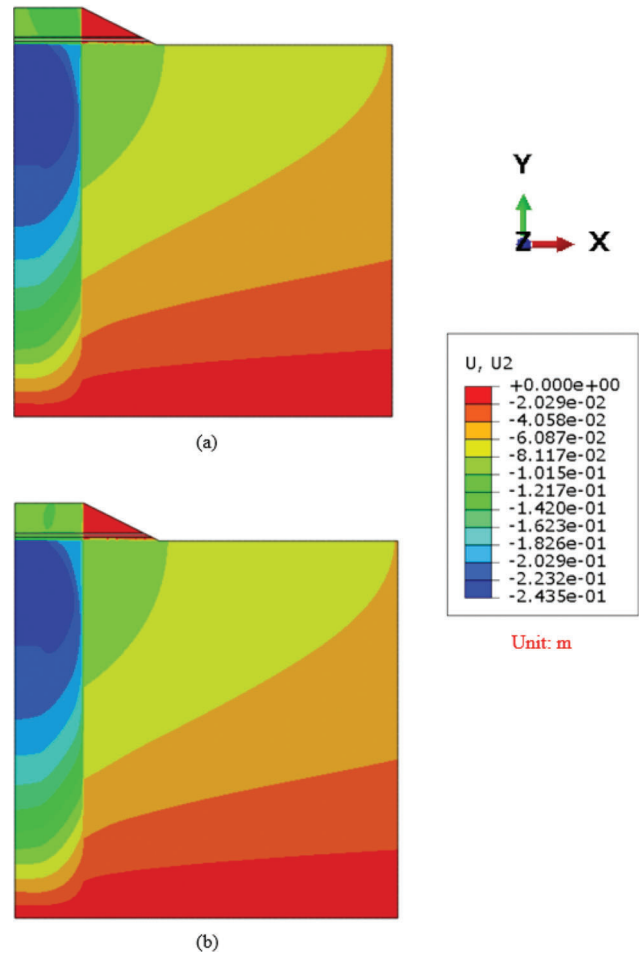 Y
Z X
U, U2
+0.000e+00
-2.029e-02
-4.058e-02
-6.087e-02
-8.117e-02
-1.015e-01
-1.217e-01
-1.420e-01
-1.623e-01
-1.826e-01
-2.029e-01
-2.232e-01
-2.435e-01
(a)
Unit: m
(b)